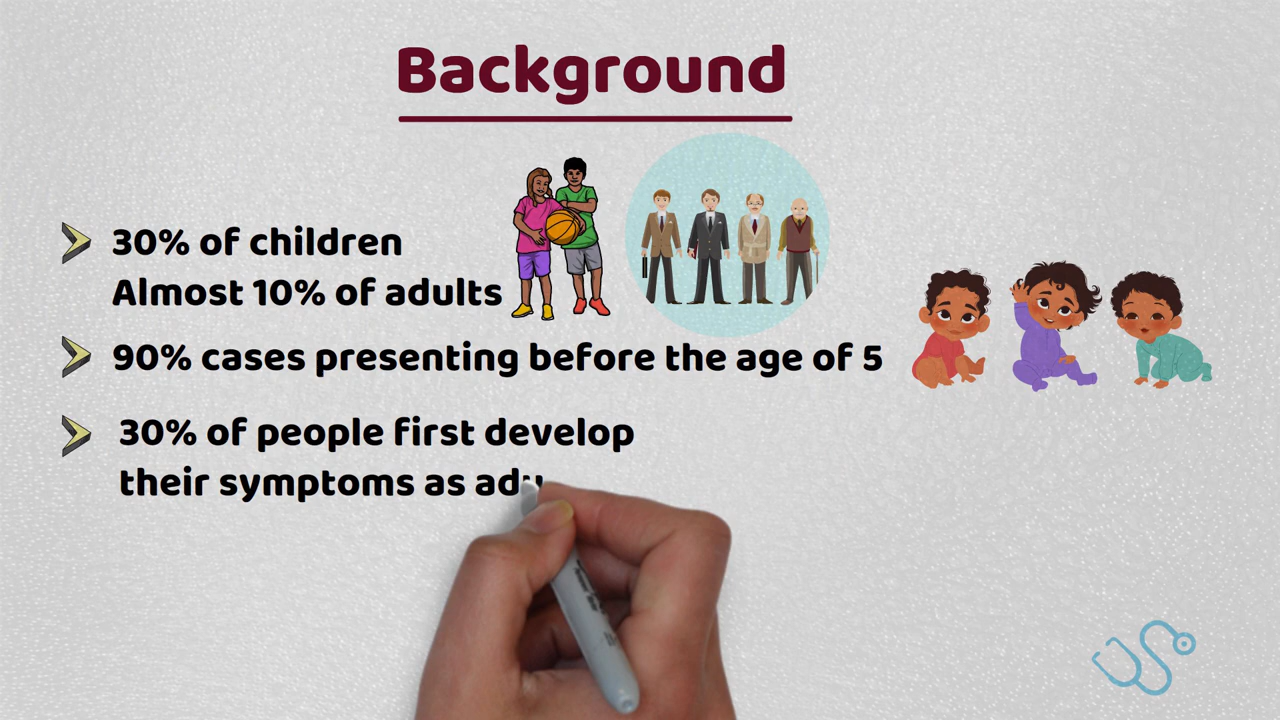 Background
30% of children
Almost 10% of adults
90% cases presenting before the age of 5
30% of people first develop
their symptoms as adu